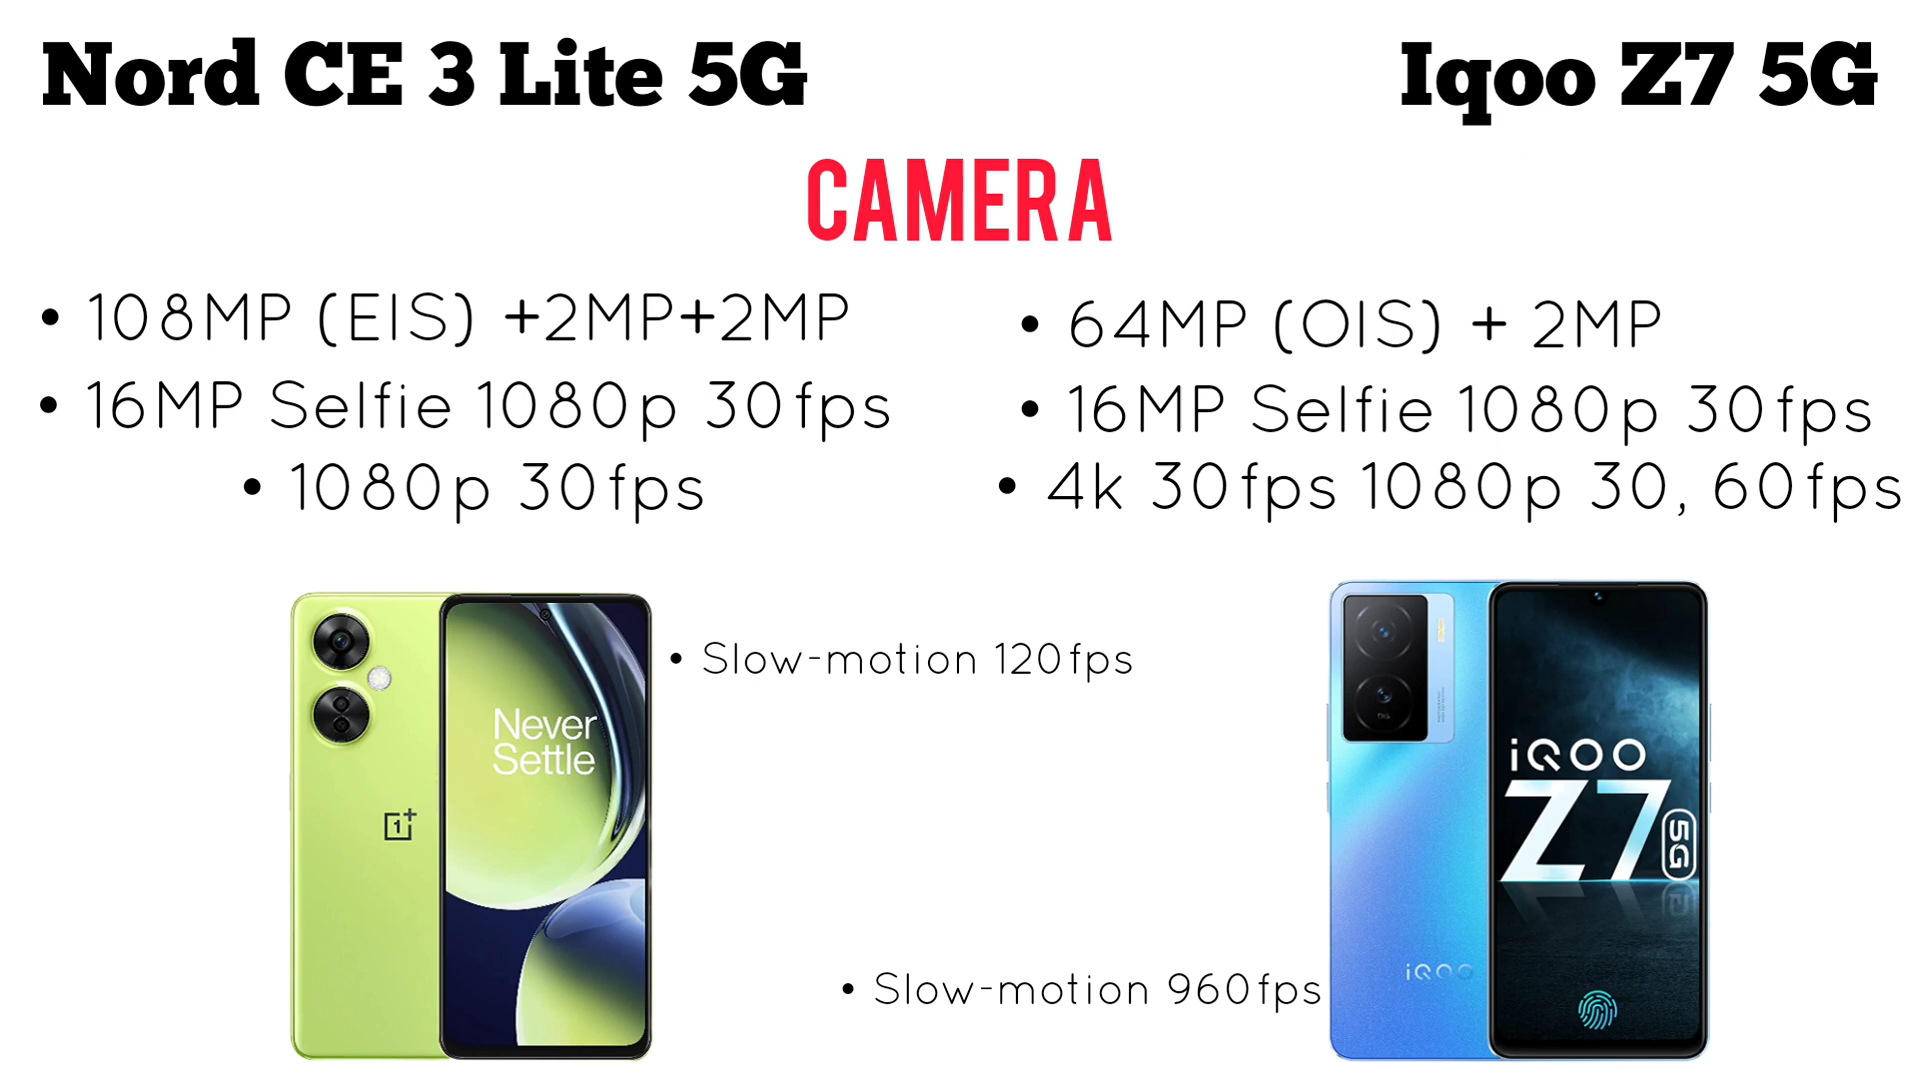 Nord CE 3 Lite 5G
Iqoo Z7 5G
CAMERA
• 108MP (EIS) +2MP+2MP
• 16MP Selfie 1080p 30fps
• 1080p 30fps
• 64MP (OIS) + 2MP
• 16MP Selfie 1080p 30fps
• 4k 30fps 1080p 30, 60fps
• Slow-motion 120fps
Never
Settle
1+
• Slow-motion 960fps
OIS
iQOO
Z7
5G
iQOO